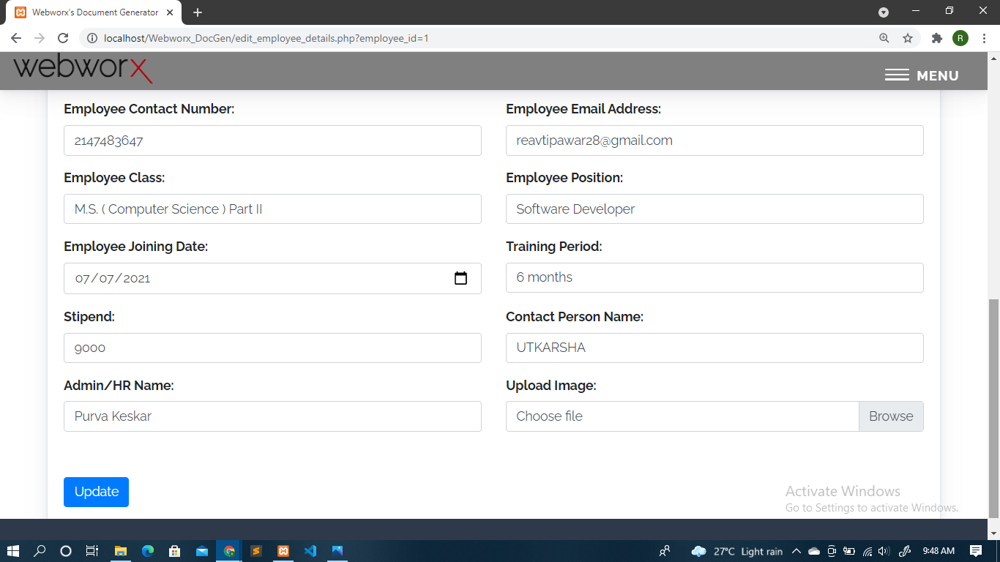 Webworx's Document Generator
localhost/Webworx_DocGen/edit_employee_details.php?employee_id=1
R
webworx
MENU
Employee Contact Number:
Employee Email Address:
2147483647
reavtipawar28@gmail.com
Employee Class:
Employee Position:
M.S. ( Computer Science ) Part II
Software Developer
Employee Joining Date:
Training Period:
07/07/2021
6 months
Stipend:
Contact Person Name:
9000
UTKARSHA
Admin/HR Name:
Upload Image:
Purva Keskar
Choose file
Browse
Update
Activate Windows
Go to Settings to activate Windows.
27°C Light rain
9:48 AM